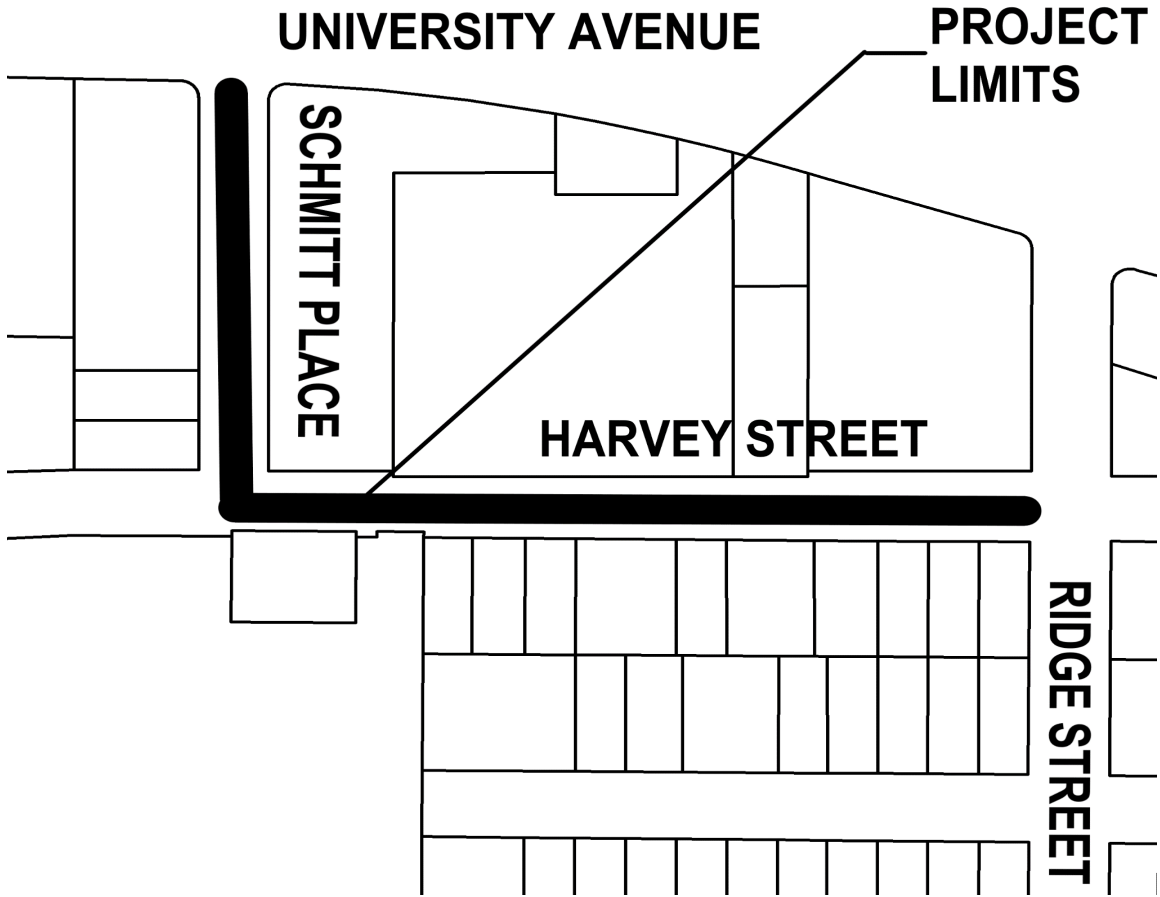 UNIVERSITY AVENUE
PROJECT
LIMITS
SCHMITT PLACE
HARVEY STREET
RIDGE STREET